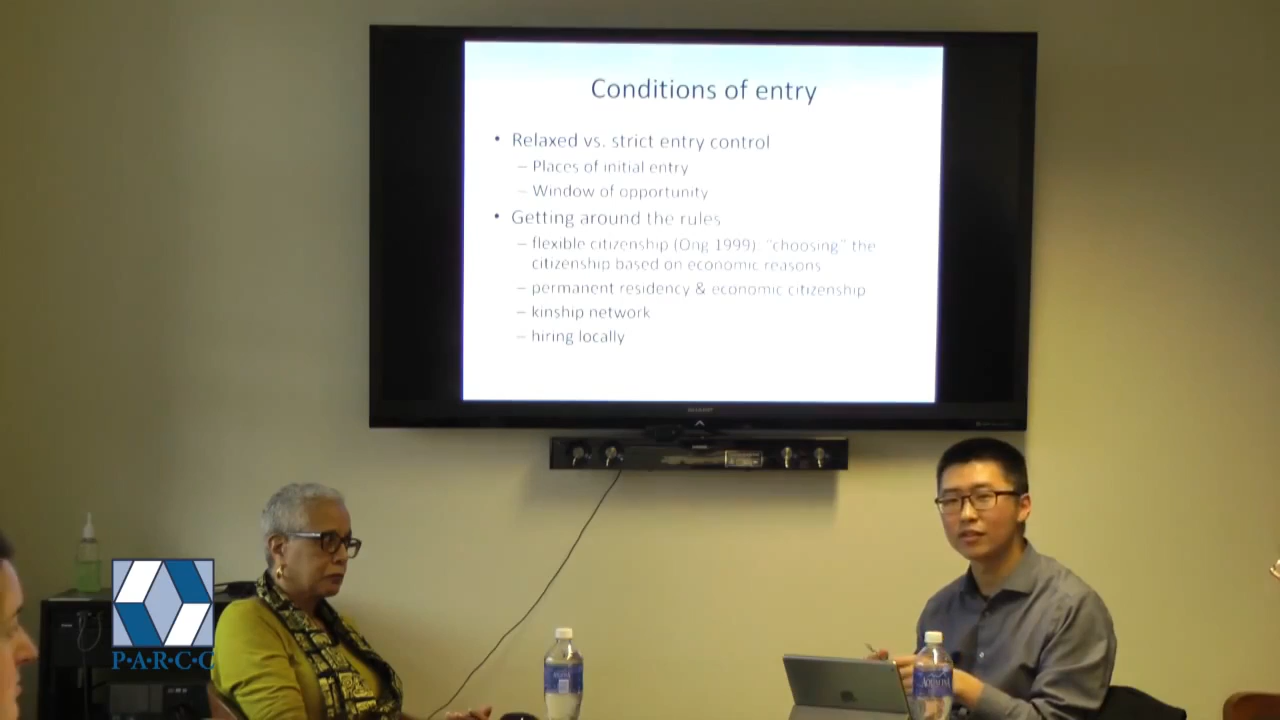 Conditions of entry
• Relaxed vs. strict entry control
– Places of initial entry
– Window of opportunity
• Getting around the rules
– flexible citizenship (Ong 1999) "choosing" the
citizenship based on economic reasons
– permanent residency & economic citizenship
– kinship network
– hiring locally
SHARP
P·A·R·C·C
AQUAFINA